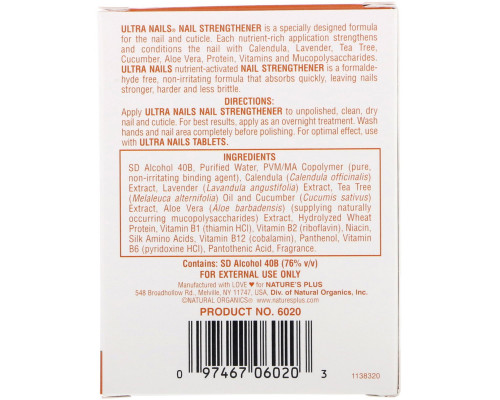 ULTRA NAILS® NAIL STRENGTHENER is a specially designed formula
for the nail and cuticle. Each nutrient-rich application strengthens
and conditions the nail with Calendula, Lavender, Tea Tree,
Cucumber, Aloe Vera, Protein, Vitamins and Mucopolysaccharides.
ULTRA NAILS nutrient-activated NAIL STRENGTHENER is a formalde-
hyde free, non-irritating formula that absorbs quickly, leaving nails
stronger, harder and less brittle.
DIRECTIONS:
Apply ULTRA NAILS NAIL STRENGTHENER to unpolished, clean, dry
nail and cuticle. For best results, apply as an overnight treatment. Wash
hands and nail area completely before polishing. For optimal effect, use
with ULTRA NAILS TABLETS.
INGREDIENTS
SD Alcohol 40B, Purified Water, PVM/MA Copolymer (pure,
non-irritating binding agent), Calendula (Calendula officinalis)
Extract, Lavender (Lavandula angustifolia) Extract, Tea Tree
(Melaleuca alternifolia) Oil and Cucumber (Cucumis sativus)
Extract, Aloe Vera (Aloe barbadensis) (supplying naturally
occurring mucopolysaccharides) Extract, Hydrolyzed Wheat
Protein, Vitamin B1 (thiamin HCl), Vitamin B2 (riboflavin), Niacin,
Silk Amino Acids, Vitamin B12 (cobalamin), Panthenol, Vitamin
B6 (pyridoxine HCl), Pantothenic Acid, Fragrance.
Contains: SD Alcohol 40B (76% v/v)
FOR EXTERNAL USE ONLY
Manufactured with LOVE ♥ for NATURE'S PLUS
548 Broadhollow Rd., Melville, NY 11747, USA, Div. of Natural Organics, Inc.
©NATURAL ORGANICS® www.naturesplus.com
PRODUCT NO. 6020
0 97467 06020 3
1138320